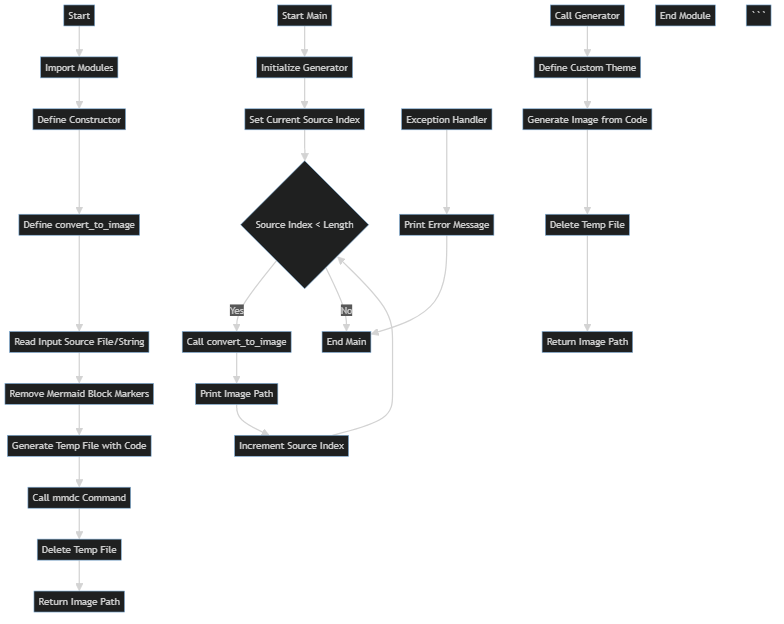 Start
Import Modules
Define Constructor
Define convert_to_image
Read Input Source File/String
Remove Mermaid Block Markers
Generate Temp File with Code
Call mmdc Command
Delete Temp File
Return Image Path
Start Main
Initialize Generator
Set Current Source Index
Source Index < Length
Yes
No
Call convert_to_image
End Main
Print Image Path
Increment Source Index
Exception Handler
Print Error Message
Call Generator
Define Custom Theme
Generate Image from Code
Delete Temp File
Return Image Path
End Module
```